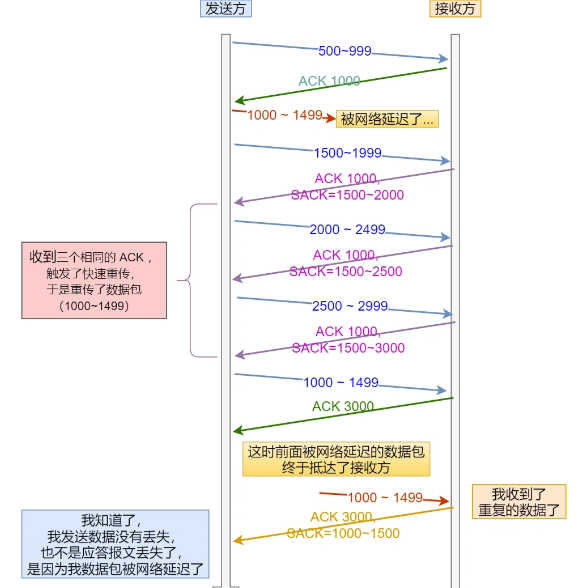 发送方
接收方
500~999
ACK 1000
1000 ~ 1499
被网络延迟了...
1500~1999
ACK 1000,
SACK=1500~2000
2000 ~ 2499
ACK 1000,
SACK=1500~2500
收到三个相同的 ACK ，
触发了快速重传，
于是重传了数据包
（1000~1499）
2500 ~ 2999
ACK 1000,
SACK=1500~3000
1000 ~ 1499
ACK 3000
这时前面被网络延迟的数据包
终于抵达了接收方
1000 ~ 1499
我收到了
重复的数据了
ACK 3000,
SACK=1000~1500
我知道了，
我发送数据没有丢失，
也不是应答报文丢失了，
是因为我数据包被网络延迟了